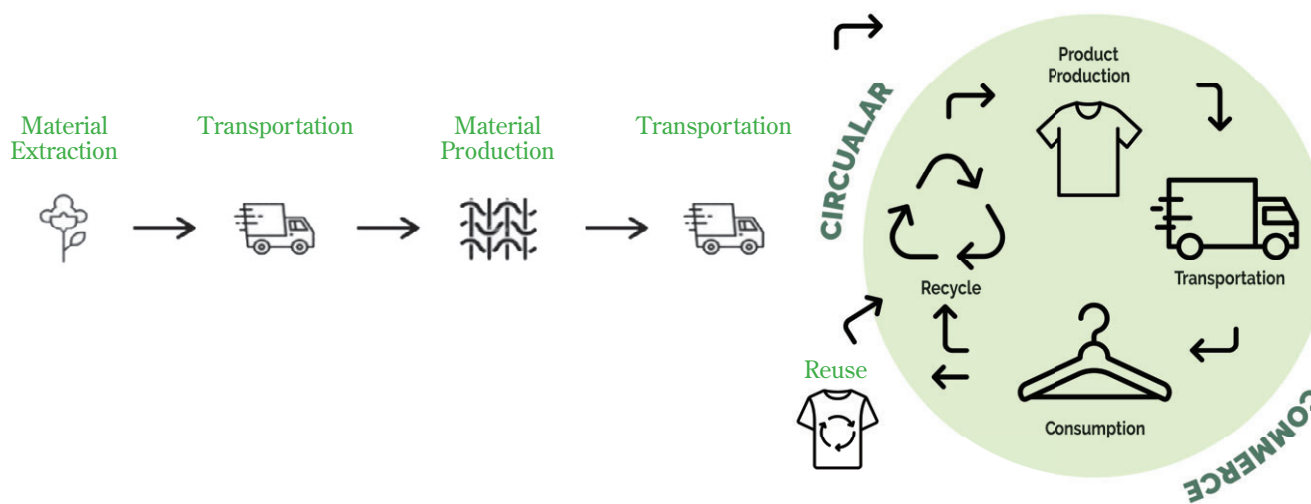 Material
Extraction
Transportation
Material
Production
Transportation
CIRCUALAR
Product
Production
Transportation
Consumption
Recycle
Reuse
COMMERCE